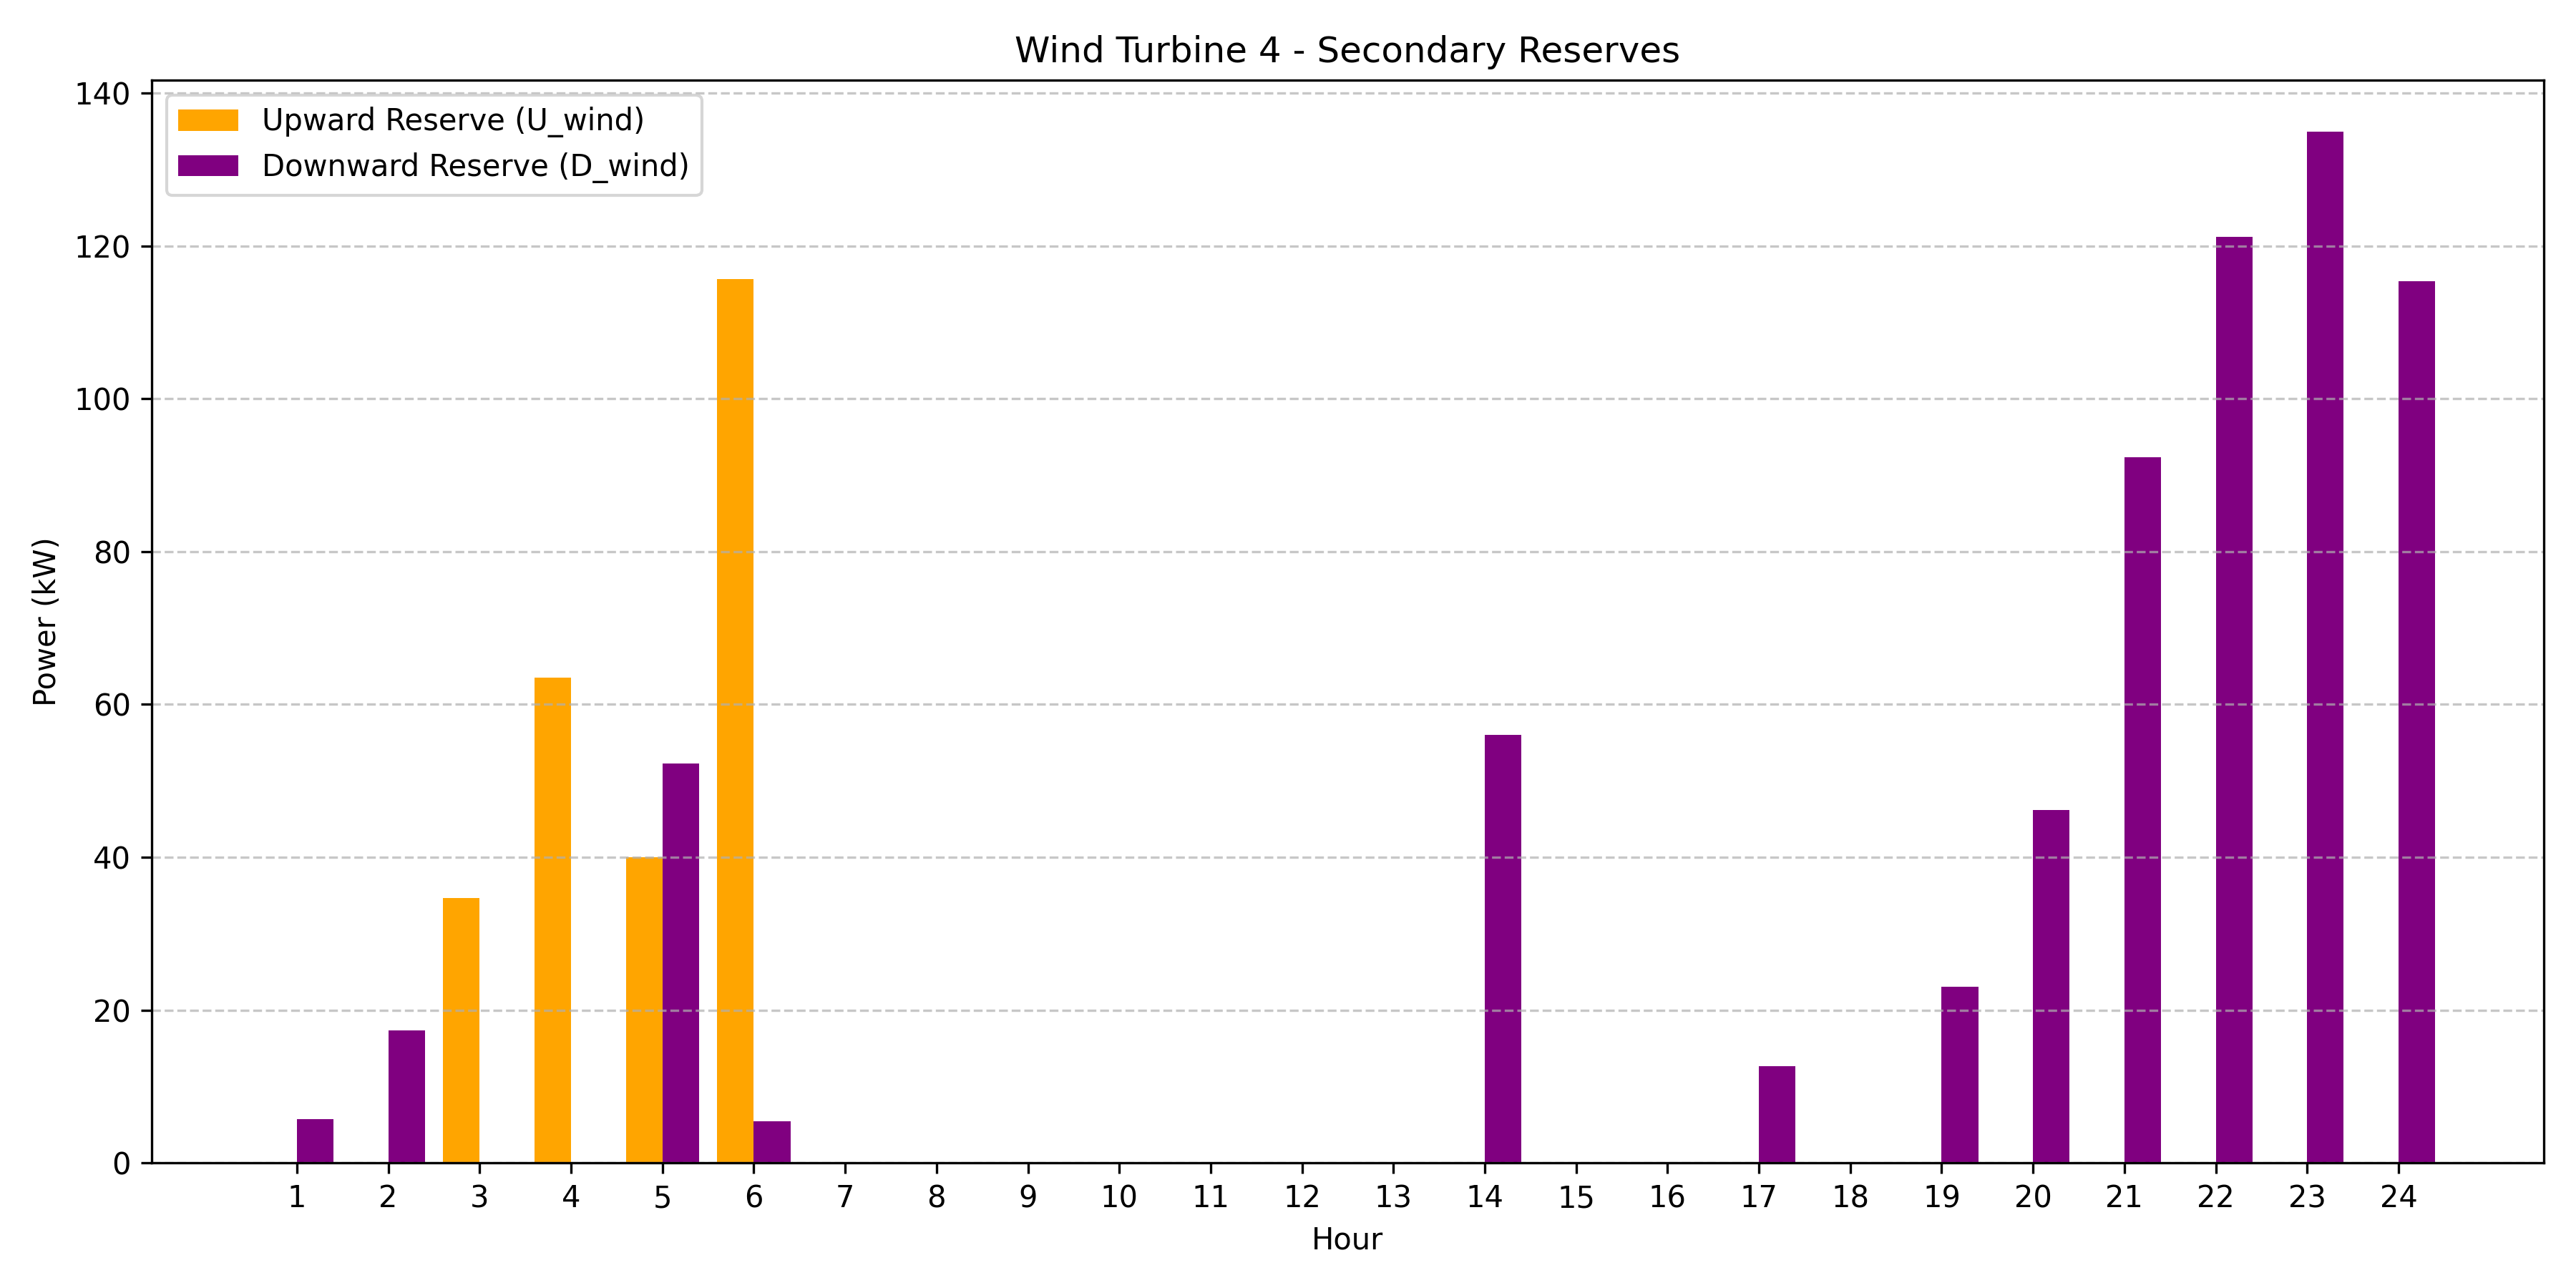 Wind Turbine 4 - Secondary Reserves
Upward Reserve (U_wind)
Downward Reserve (D_wind)
Power (kW)
140
120
100
80
60
40
20
0
1 2 3 4 5 6 7 8 9 10 11 12 13 14 15 16 17 18 19 20 21 22 23 24
Hour